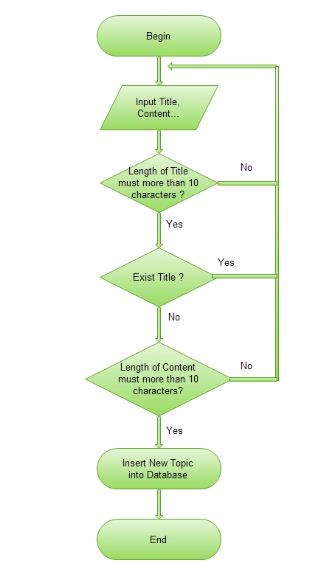 Begin
Input Title,
Content...
Length of Title
must more than 10
characters ?
No
Yes
Exist Title ?
Yes
No
Length of Content
must more than 10
characters?
No
Yes
Insert New Topic
into Database
End